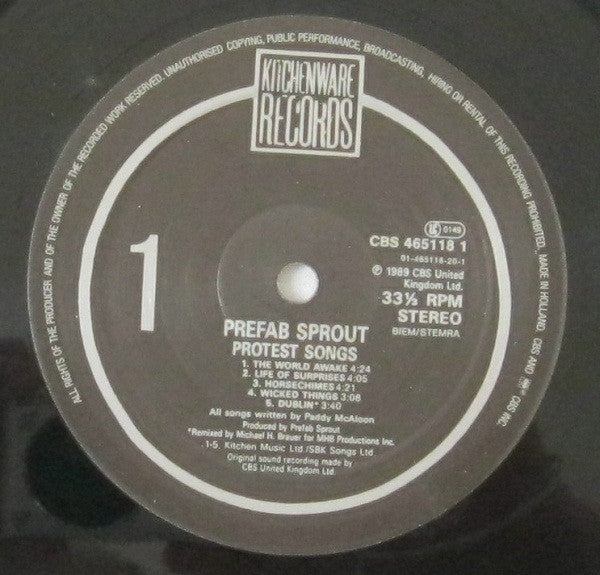 ALL RIGHTS OF THE PRODUCER AND OF THE OWNER OF THE RECORDED WORK RESERVED. UNAUTHORISED COPYING, PUBLIC PERFORMANCE, BROADCASTING, HIRING OR RENTAL OF THIS RECORDING PROHIBITED. MADE IN HOLLAND CBS AND CBS INC.
KITCHENWARE
RECORDS
1
0149
CBS 465118 1
01-465118-20-1
℗ 1989 CBS United
Kingdom Ltd.
33⅓ RPM
STEREO
BIEM/STEMRA
PREFAB SPROUT
PROTEST SONGS
1. THE WORLD AWAKE 4:24
2. LIFE OF SURPRISES 4:05
3. HORSECHIMES 4:21
4. WICKED THINGS 3:08
5. DUBLIN* 3:40
All songs written by Paddy McAloon
Produced by Prefab Sprout
*Remixed by Michael H. Brauer for MHB Productions Inc.
1-5. Kitchen Music Ltd/SBK Songs Ltd
Original sound recording made by
CBS United Kingdom Ltd.